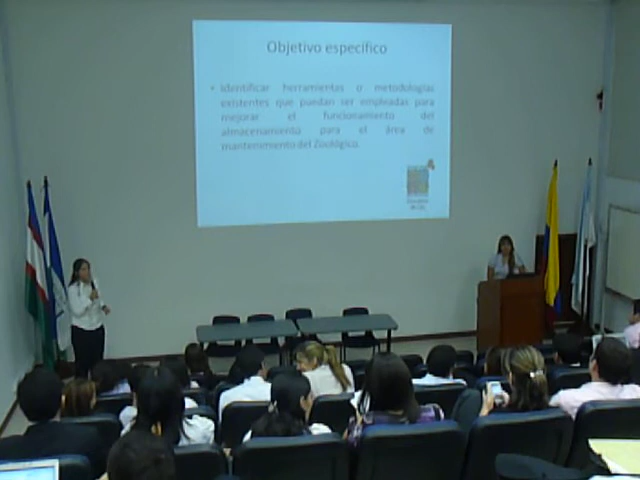 Objetivo específico
• Identificar herramientas o metodologías
existentes que puedan ser empleadas para
mejorar el funcionamiento del
almacenamiento para el área de
mantenimiento del Zoológico.